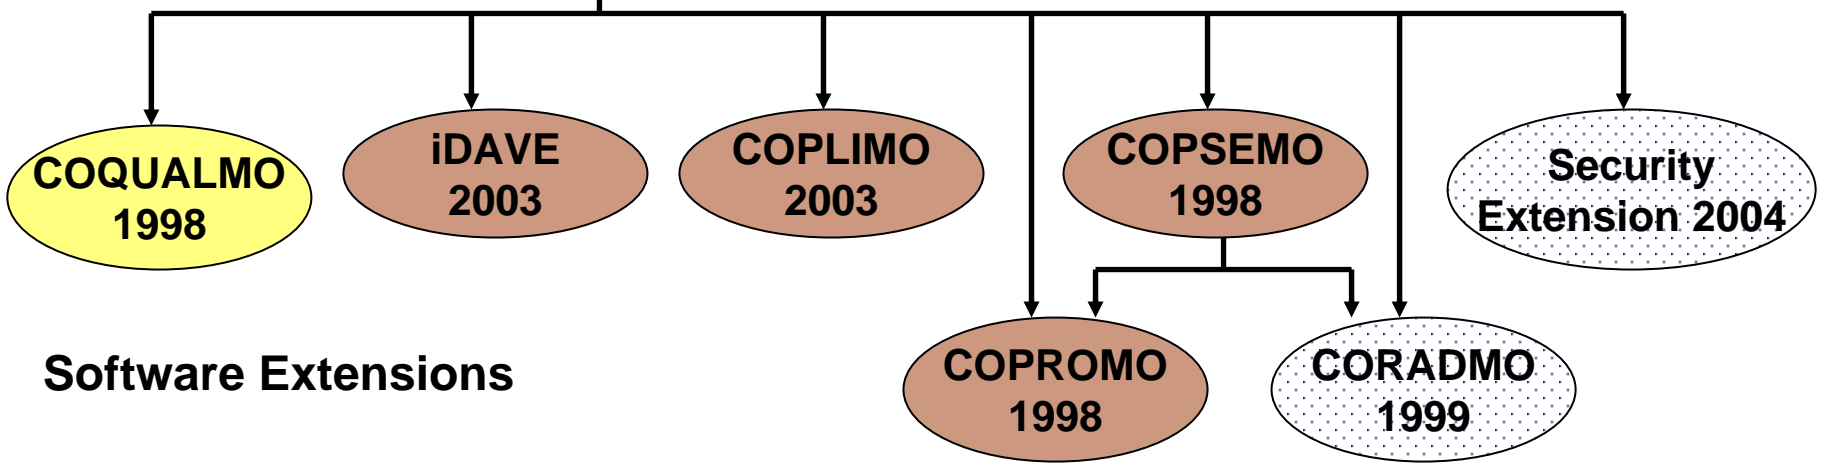 COQUALMO
1998
iDAVE
2003
COPLIMO
2003
COPSEMO
1998
Security
Extension 2004
Software Extensions
COPROMO
1998
CORADMO
1999